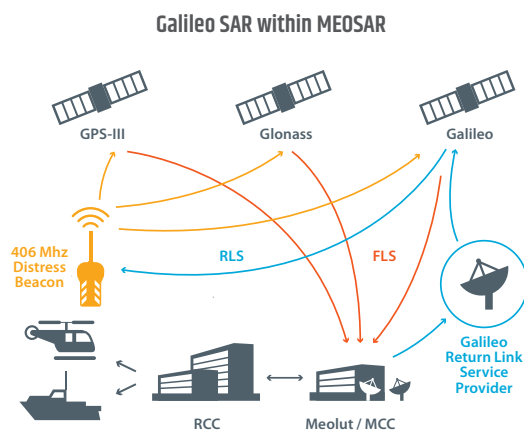 Galileo SAR within MEOSAR
GPS-III
Glonass
Galileo
406 Mhz
Distress
Beacon
RLS
FLS
Galileo
Return Link
Service
Provider
RCC
Meolut / MCC